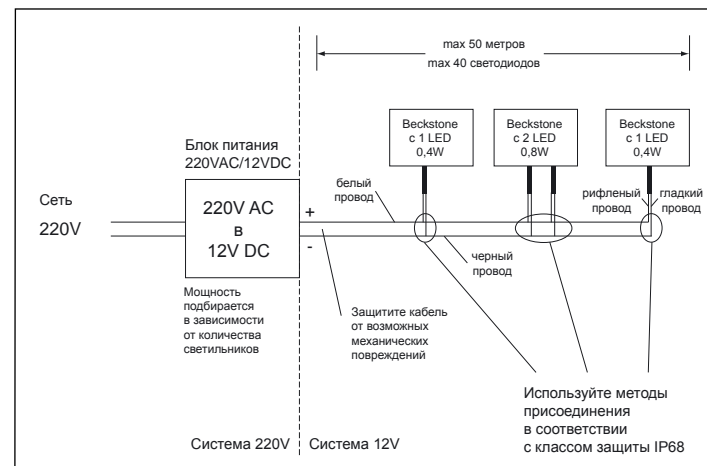 max 50 метров
max 40 светодиодов
Beckstone
с 1 LED
0,4W
Beckstone
с 2 LED
0,8W
Beckstone
с 1 LED
0,4W
Блок питания
220VAC/12VDC
белый
провод
рифленый
провод
гладкий
провод
Сеть
220V
220V AC
в
12V DC
+
-
черный
провод
Мощность
подбирается
в зависимости
от количества
светильников
Защитите кабель
от возможных
механических
повреждений
Используйте методы
присоединения
в соответствии
с классом защиты IP68
Система 220V
Система 12V